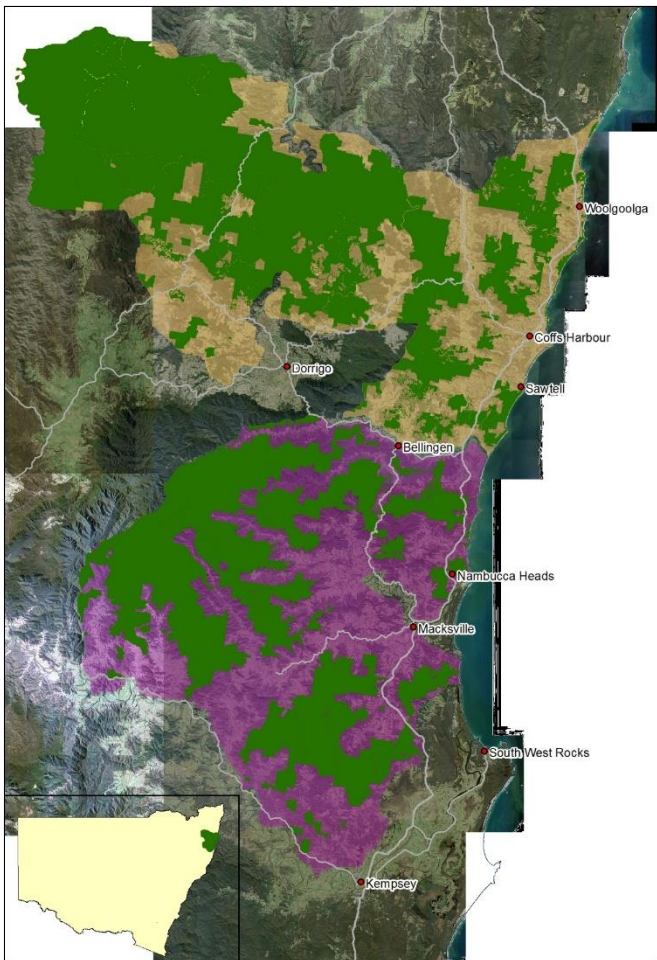 Woolgoolga
Coffs Harbour
Dorrigo
Sawtell
Bellingen
Nambucca Heads
Macksville
South West Rocks
Kempsey